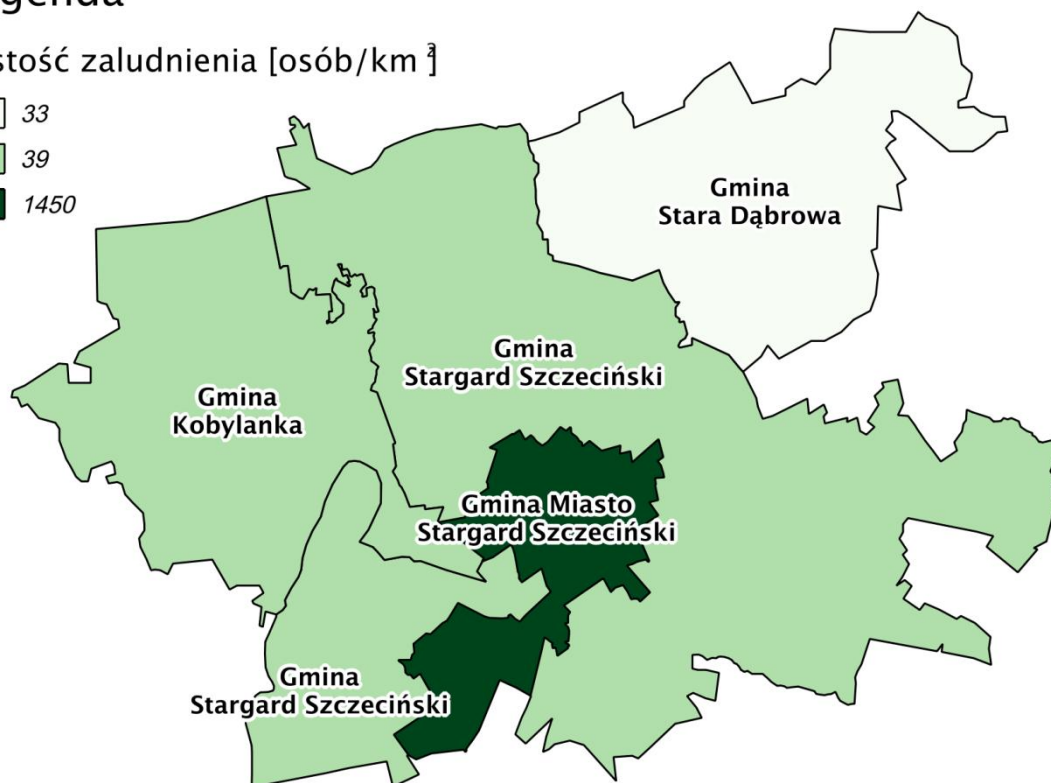 genda
stość zaludnienia [osób/km²]
33
39
1450
Gmina
Stara Dąbrowa
Gmina
Stargard Szczeciński
Gmina
Kobylanka
Gmina Miasto
Stargard Szczeciński
Gmina
Stargard Szczeciński